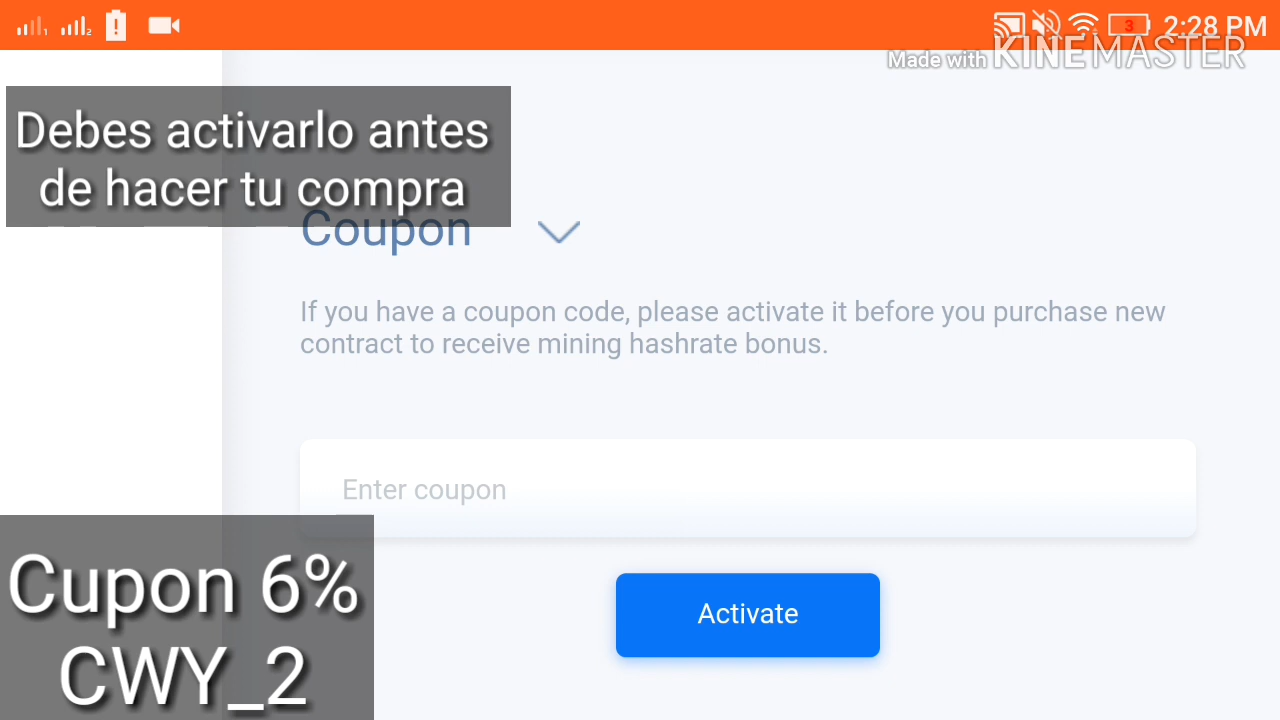 2:28 PM
3
Made with KINEMASTER
Debes activarlo antes
de hacer tu compra
Coupon
If you have a coupon code, please activate it before you purchase new
contract to receive mining hashrate bonus.
Enter coupon
Cupon 6%
CWY_2
Activate